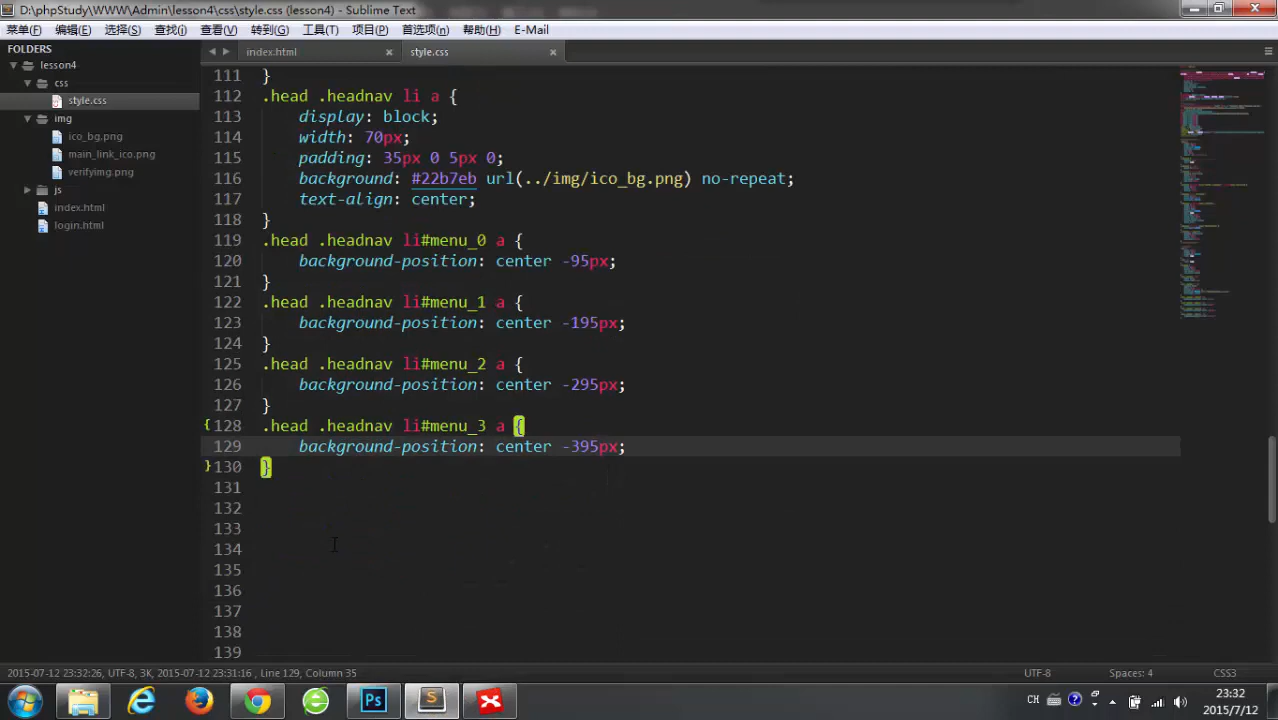 D:\phpStudy\WWW\Admin\lesson4\css\style.css (lesson4) - Sublime Text
菜单(F) 编辑(E) 选择(S) 查找(i) 查看(V) 转到(G) 工具(T) 项目(P) 首选项(n) 帮助(H) E-Mail
FOLDERS
lesson4
css
style.css
img
ico_bg.png
main_link_ico.png
verifyimg.png
js
index.html
login.html
index.html
style.css
111 }
112 .head .headnav li a {
113 display: block;
114 width: 70px;
115 padding: 35px 0 5px 0;
116 background: #22b7eb url(../img/ico_bg.png) no-repeat;
117 text-align: center;
118 }
119 .head .headnav li#menu_0 a {
120 background-position: center -95px;
121 }
122 .head .headnav li#menu_1 a {
123 background-position: center -195px;
124 }
125 .head .headnav li#menu_2 a {
126 background-position: center -295px;
127 }
128 .head .headnav li#menu_3 a {
129 background-position: center -395px;
130 }
131
132
133
134
135
136
137
138
139
2015-07-12 23:32:26, UTF-8, 3K, 2015-07-12 23:31:16 , Line 129, Column 35
UTF-8
Spaces: 4
CSS3
Ps
S
CH
23:32
2015/7/12